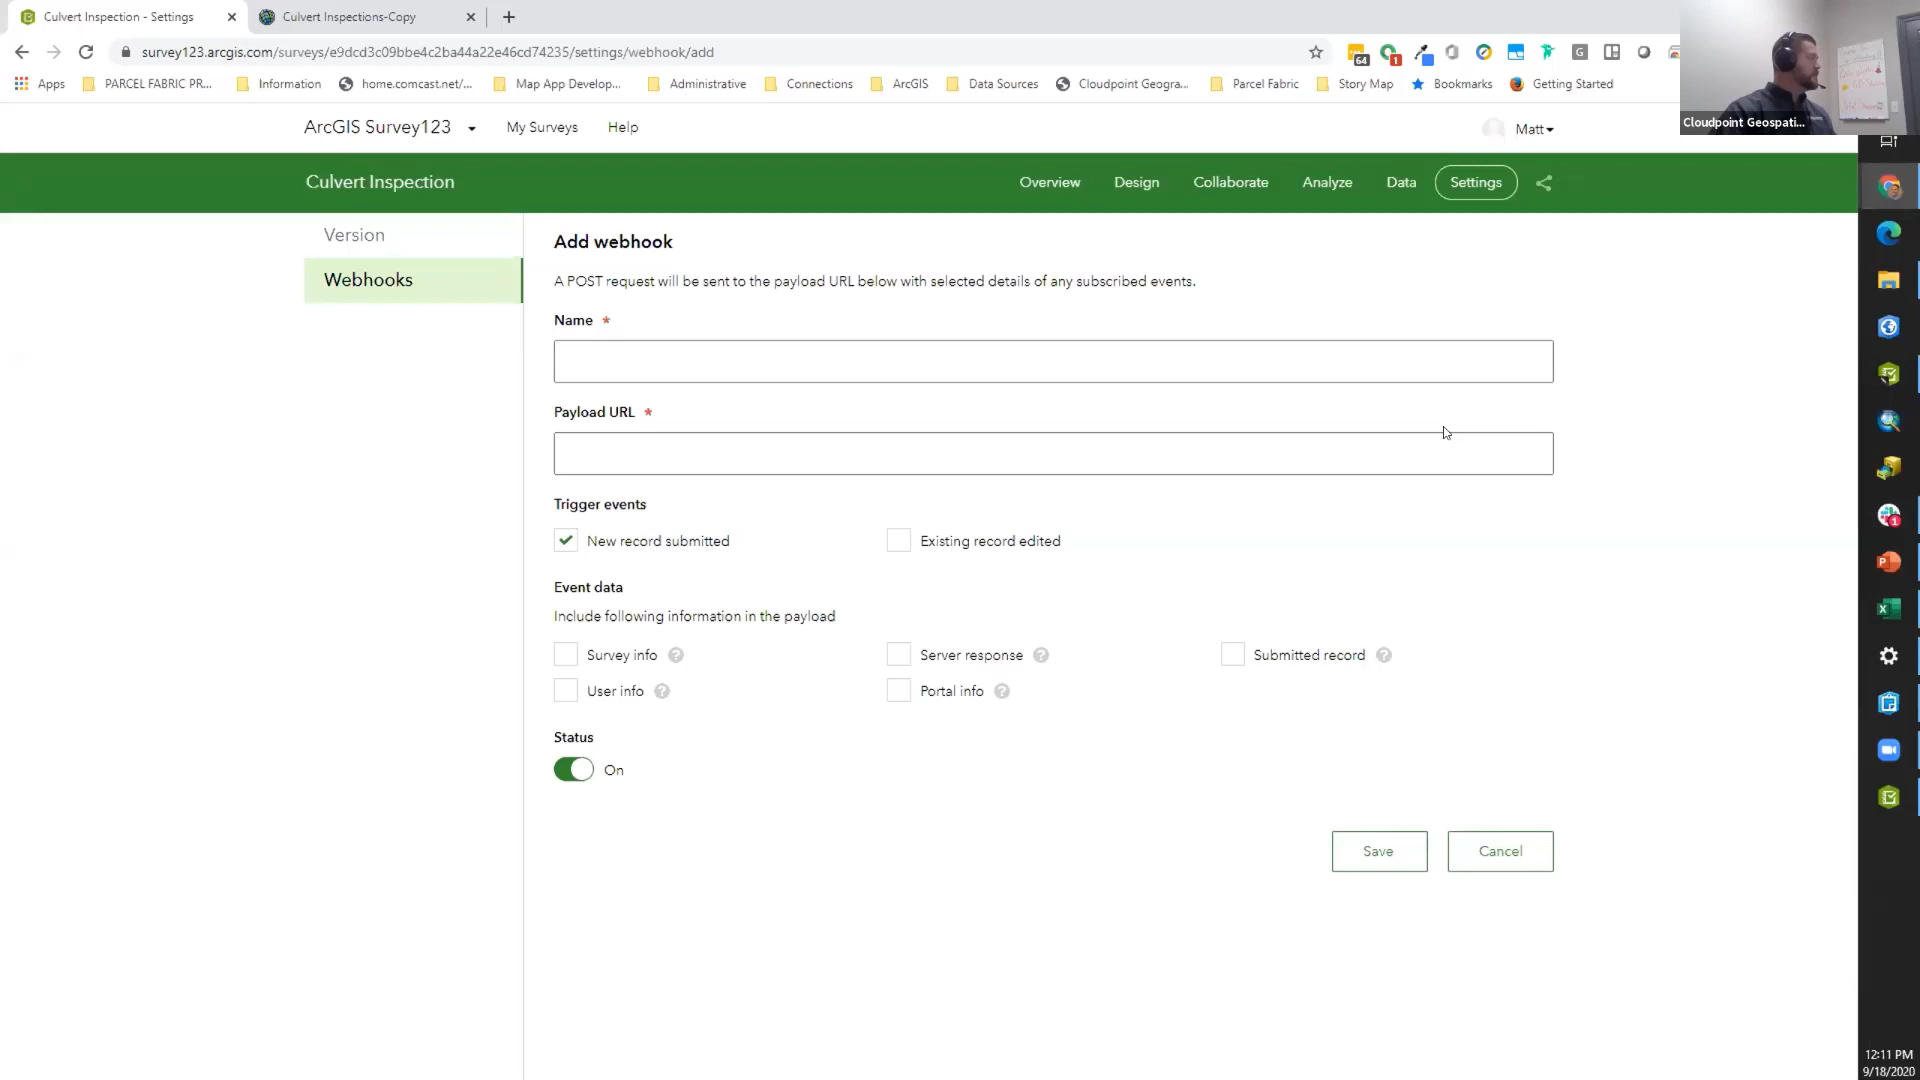 Culvert Inspection - Settings
Culvert Inspections-Copy
survey123.arcgis.com/surveys/e9dcd3c09bbe4c2ba44a22e46cd74235/settings/webhook/add
64
1
G
Apps
PARCEL FABRIC PR...
Information
home.comcast.net/...
Map App Develop...
Administrative
Connections
ArcGIS
Data Sources
Cloudpoint Geogra...
Parcel Fabric
Story Map
Bookmarks
Getting Started
Cloudpoint Geospati...
ArcGIS Survey123
My Surveys
Help
Matt
Culvert Inspection
Overview
Design
Collaborate
Analyze
Data
Settings
Version
Webhooks
Add webhook
A POST request will be sent to the payload URL below with selected details of any subscribed events.
Name *
Payload URL *
Trigger events
New record submitted
Existing record edited
Event data
Include following information in the payload
Survey info ?
Server response ?
Submitted record ?
User info ?
Portal info ?
Status
On
Save
Cancel
1
P
X
12:11 PM
9/18/2020